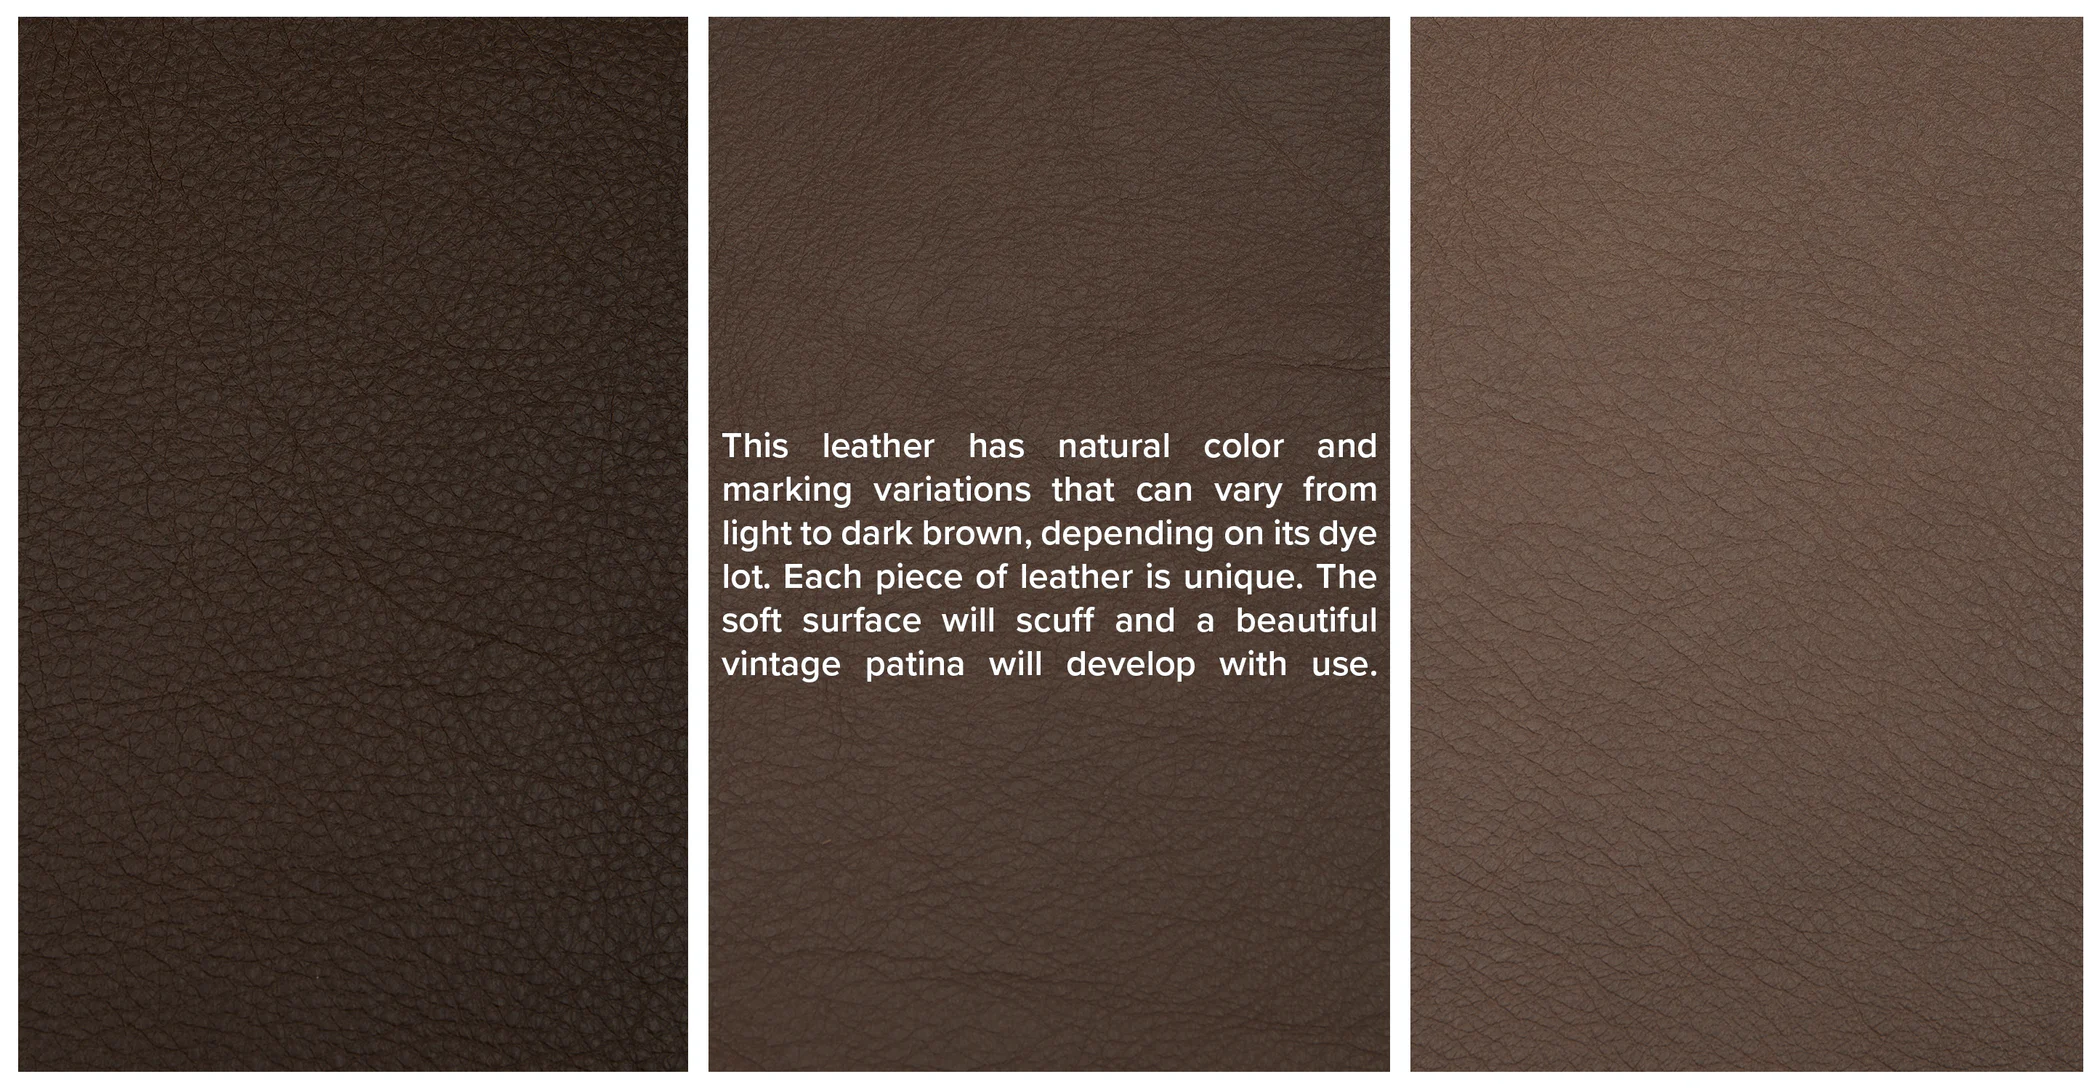 This leather has natural color and
marking variations that can vary from
light to dark brown, depending on its dye
lot. Each piece of leather is unique. The
soft surface will scuff and a beautiful
vintage patina will develop with use.